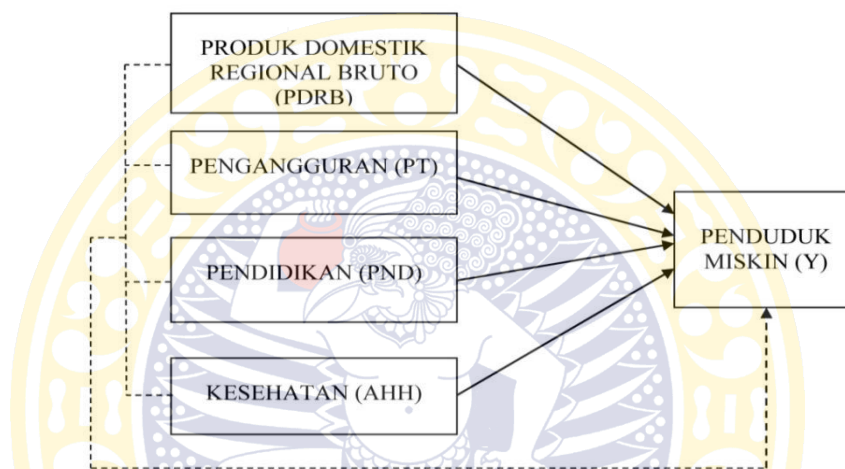 PRODUK DOMESTIK
REGIONAL BRUTO
(PDRB)
PENGANGGURAN (PT)
PENDIDIKAN (PND)
KESEHATAN (AHH)
PENDUDUK
MISKIN (Y)